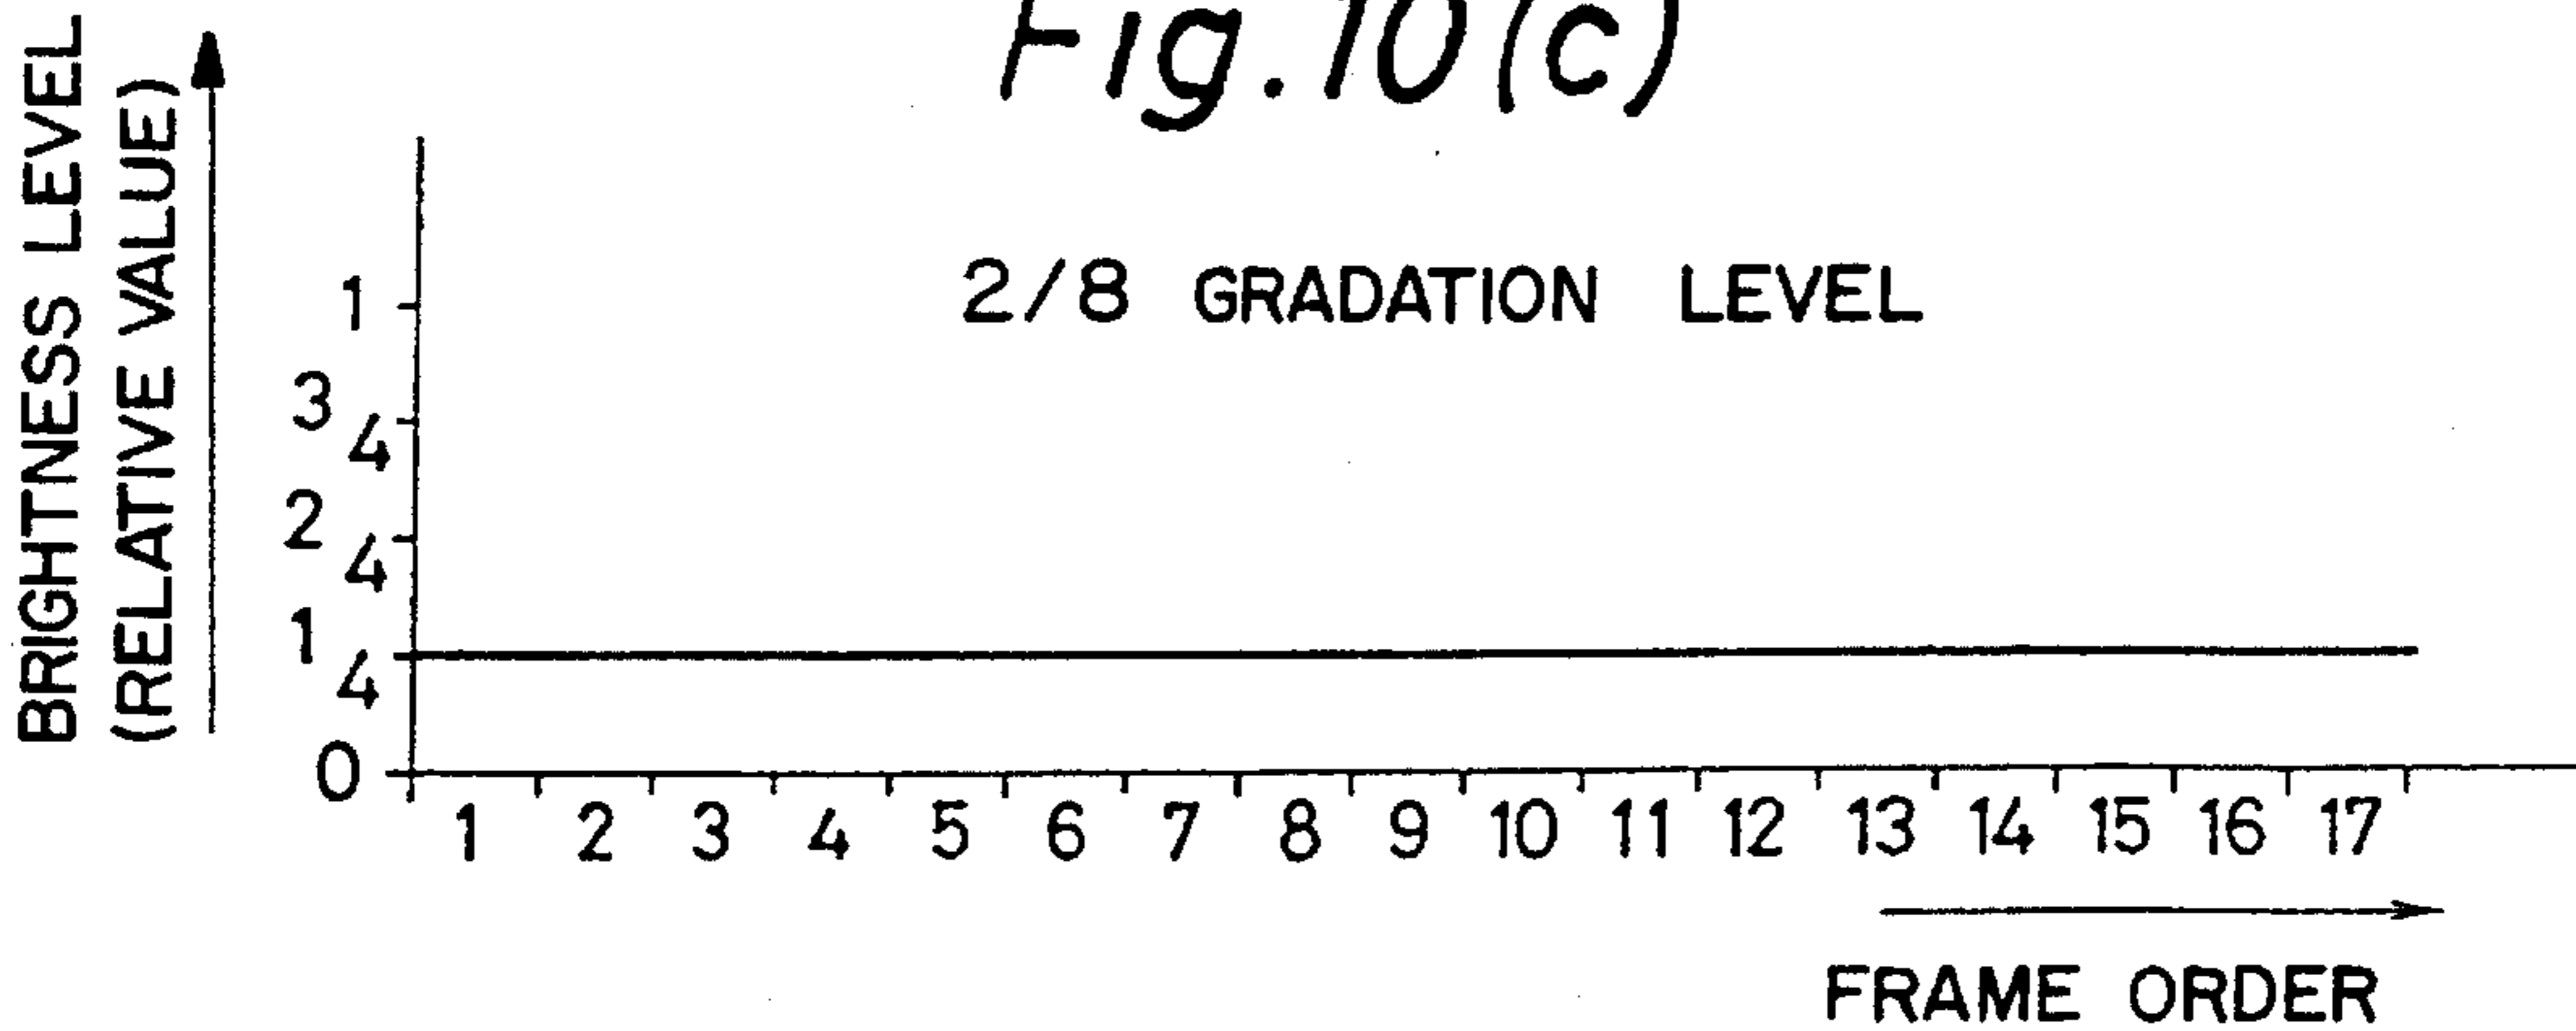 Fig.10(c)
BRIGHTNESS LEVEL
(RELATIVE VALUE)
2/8 GRADATION LEVEL
1
3 4
2 4
1 4
0
1 2 3 4 5 6 7 8 9 10 11 12 13 14 15 16 17
FRAME ORDER